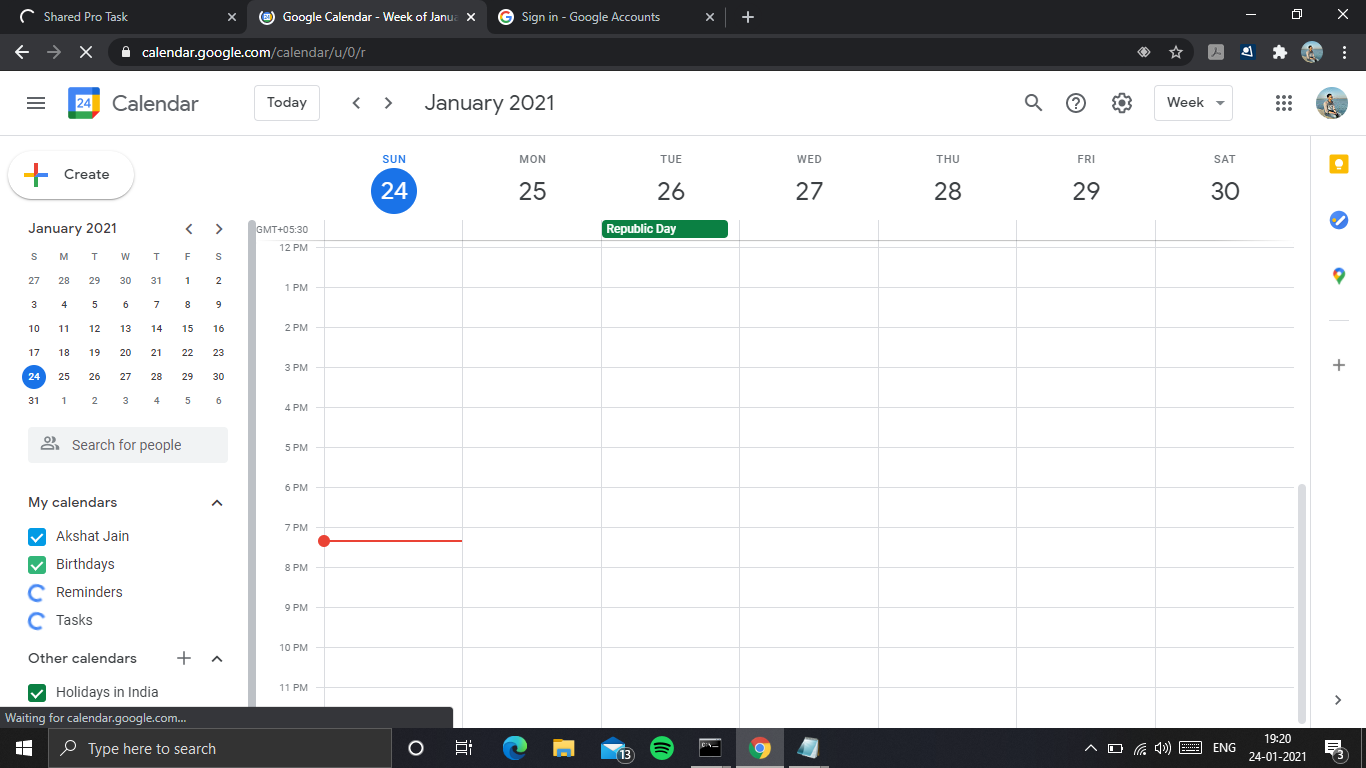 Shared Pro Task
Google Calendar - Week of Janua
Sign in - Google Accounts
calendar.google.com/calendar/u/0/r
24
Calendar
Today
January 2021
Week
Create
SUN MON TUE WED THU FRI SAT
24 25 26 27 28 29 30
January 2021
S M T W T F S
27 28 29 30 31 1 2
3 4 5 6 7 8 9
10 11 12 13 14 15 16
17 18 19 20 21 22 23
24 25 26 27 28 29 30
31 1 2 3 4 5 6
Search for people
My calendars
Akshat Jain
Birthdays
Reminders
Tasks
Other calendars
Holidays in India
GMT+05:30
Republic Day
12 PM
1 PM
2 PM
3 PM
4 PM
5 PM
6 PM
7 PM
8 PM
9 PM
10 PM
11 PM
Waiting for calendar.google.com...
Type here to search
13
ENG
19:20
24-01-2021
3